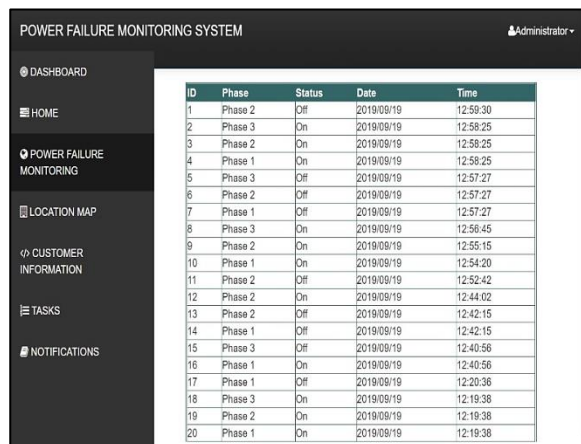 POWER FAILURE MONITORING SYSTEM
Administrator
DASHBOARD
HOME
POWER FAILURE
MONITORING
LOCATION MAP
</> CUSTOMER
INFORMATION
TASKS
NOTIFICATIONS
ID Phase Status Date Time
1 Phase 2 Off 2019/09/19 12:59:30
2 Phase 3 On 2019/09/19 12:58:25
3 Phase 2 On 2019/09/19 12:58:25
4 Phase 1 On 2019/09/19 12:58:25
5 Phase 3 Off 2019/09/19 12:57:27
6 Phase 2 Off 2019/09/19 12:57:27
7 Phase 1 Off 2019/09/19 12:57:27
8 Phase 3 On 2019/09/19 12:56:45
9 Phase 2 On 2019/09/19 12:55:15
10 Phase 1 On 2019/09/19 12:54:20
11 Phase 2 Off 2019/09/19 12:52:42
12 Phase 2 On 2019/09/19 12:44:02
13 Phase 2 Off 2019/09/19 12:42:15
14 Phase 1 Off 2019/09/19 12:42:15
15 Phase 3 Off 2019/09/19 12:40:56
16 Phase 1 On 2019/09/19 12:40:56
17 Phase 1 Off 2019/09/19 12:20:36
18 Phase 3 On 2019/09/19 12:19:38
19 Phase 2 On 2019/09/19 12:19:38
20 Phase 1 On 2019/09/19 12:19:38